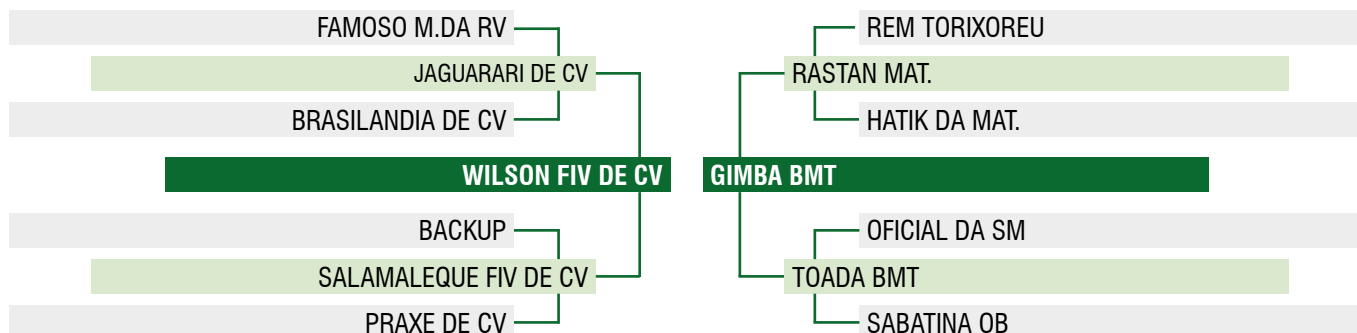 FAMOSO M.DA RV
JAGUARARI DE CV
BRASILANDIA DE CV
WILSON FIV DE CV
BACKUP
SALAMALEQUE FIV DE CV
PRAXE DE CV
REM TORIXOREU
RASTAN MAT.
HATIK DA MAT.
GIMBA BMT
OFICIAL DA SM
TOADA BMT
SABATINA OB